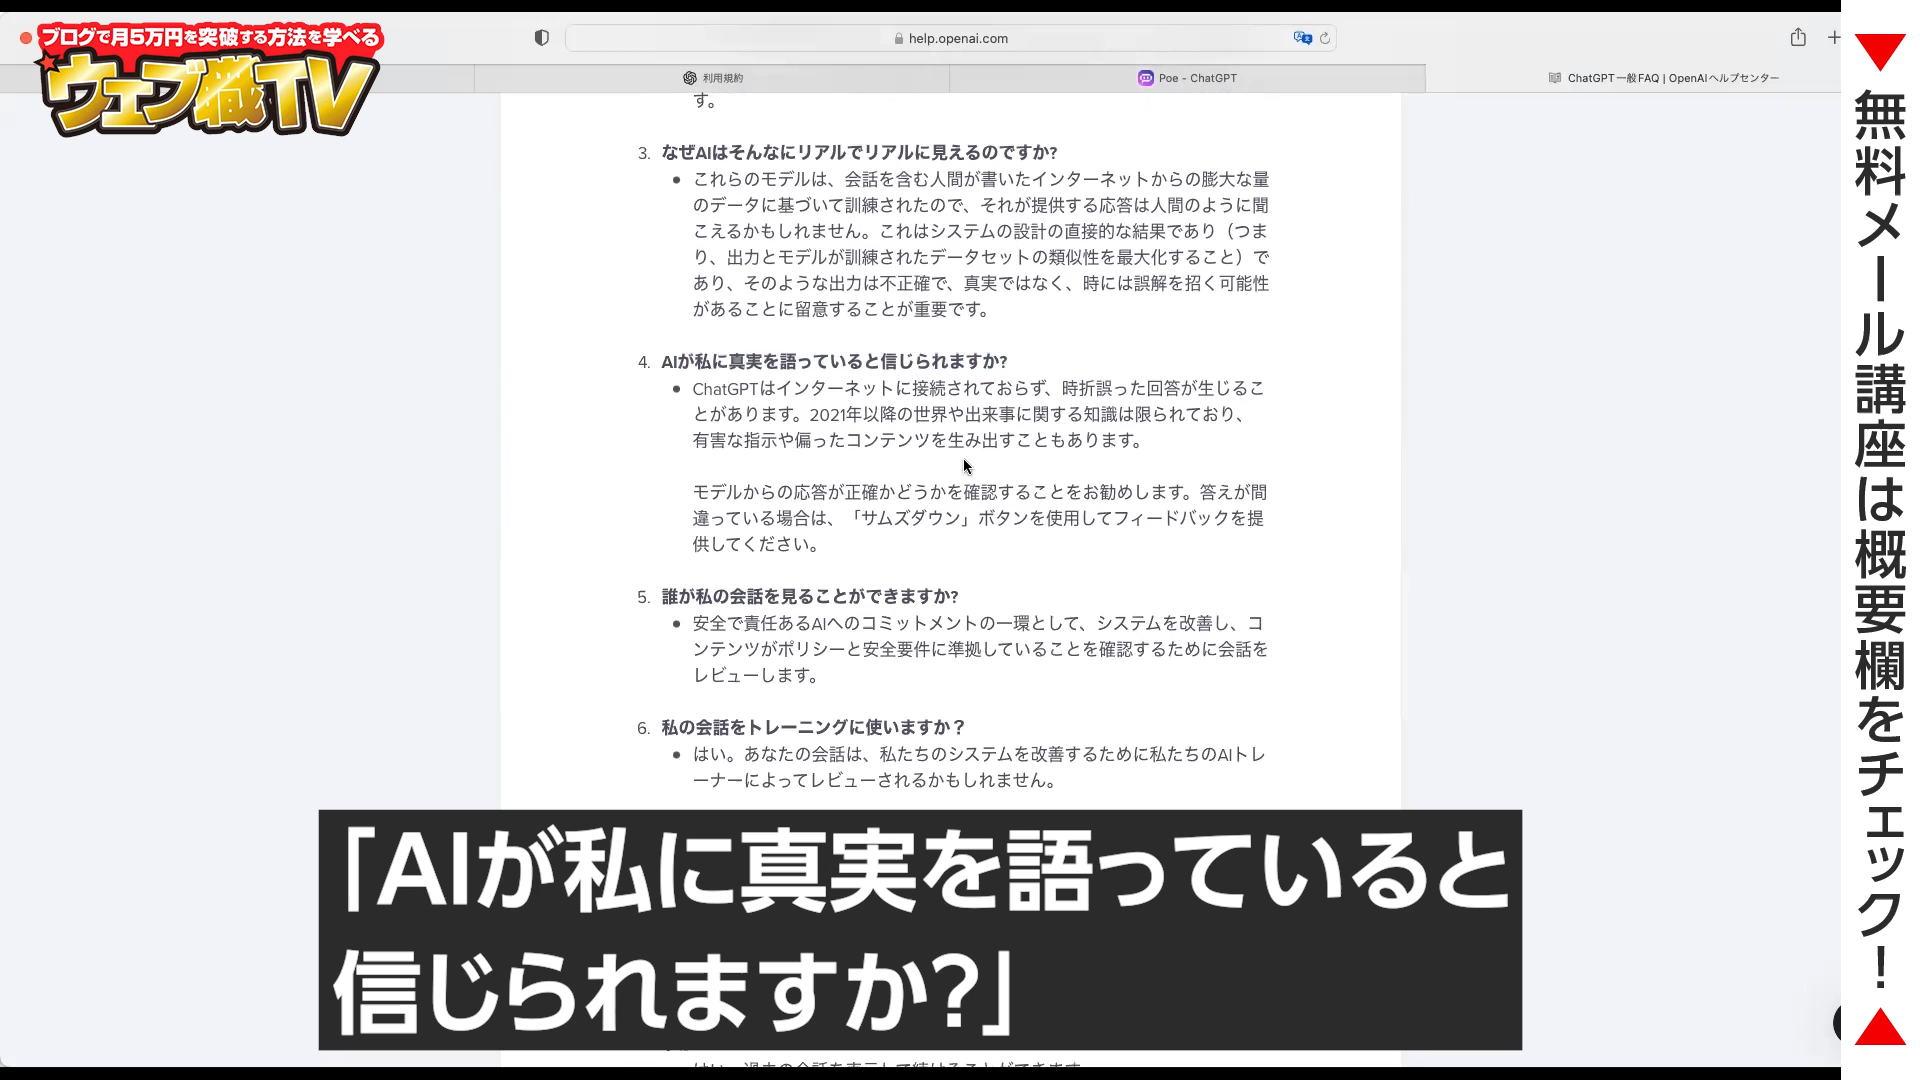 ブログで月5万円を突破する方法を学べる
ウェブ職TV
help.openai.com
利用規約
Poe - ChatGPT
ChatGPT一般FAQ | OpenAIヘルプセンター
す。
3. なぜAIはそんなにリアルでリアルに見えるのですか?
これらのモデルは、会話を含む人間が書いたインターネットからの膨大な量
のデータに基づいて訓練されたので、それが提供する応答は人間のように聞
こえるかもしれません。これはシステムの設計の直接的な結果であり（つま
り、出力とモデルが訓練されたデータセットの類似性を最大化すること）で
あり、そのような出力は不正確で、真実ではなく、時には誤解を招く可能性
があることに留意することが重要です。
4. AIが私に真実を語っていると信じられますか?
ChatGPTはインターネットに接続されておらず、時折誤った回答が生じるこ
とがあります。2021年以降の世界や出来事に関する知識は限られており、
有害な指示や偏ったコンテンツを生み出すこともあります。
モデルからの応答が正確かどうかを確認することをお勧めします。答えが間
違っている場合は、「サムズダウン」ボタンを使用してフィードバックを提
供してください。
5. 誰が私の会話を見ることができますか?
安全で責任あるAIへのコミットメントの一環として、システムを改善し、コ
ンテンツがポリシーと安全要件に準拠していることを確認するために会話を
レビューします。
6. 私の会話をトレーニングに使いますか？
はい。あなたの会話は、私たちのシステムを改善するために私たちのAIトレ
ーナーによってレビューされるかもしれません。
「AIが私に真実を語っていると
信じられますか?」
無料メール講座は概要欄をチェック！